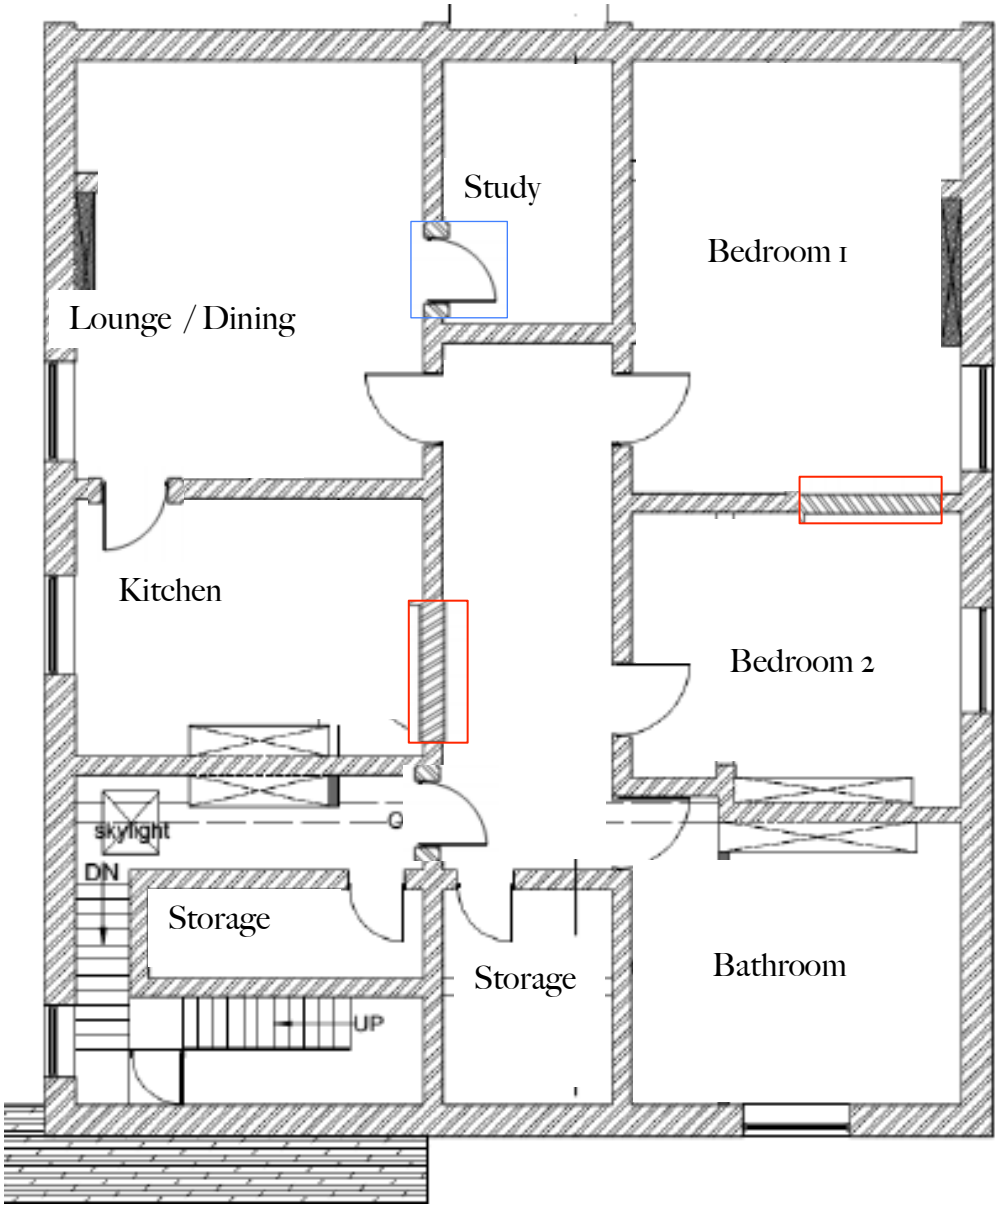 Study
Bedroom 1
Lounge / Dining
Kitchen
Bedroom 2
skylight
DN
Storage
Storage
Bathroom
UP